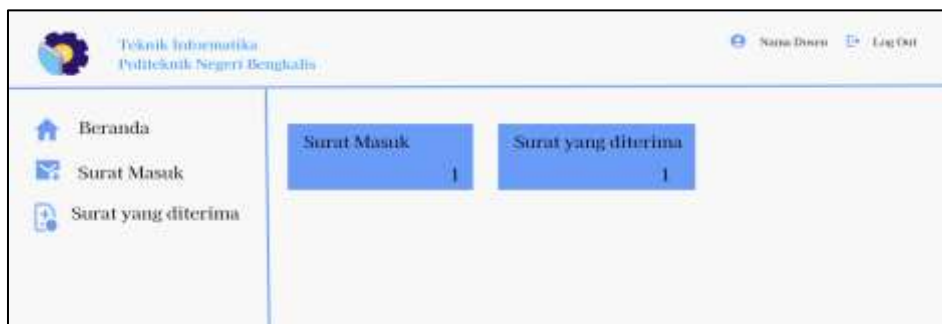 Teknik Informatika
Politeknik Negeri Bengkalis
Nama Dosen
Log Out
Beranda
Surat Masuk
Surat yang diterima
Surat Masuk
1
Surat yang diterima
1